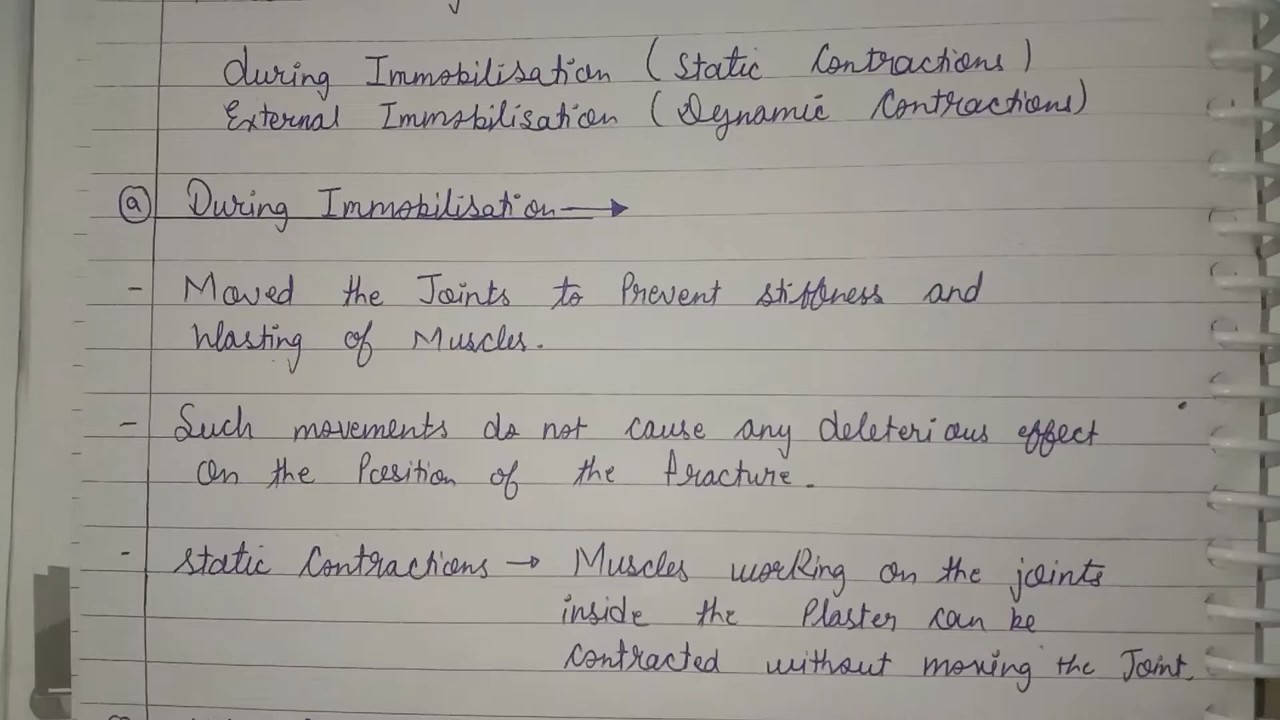 during Immobilisation (static Contractions)
External Immobilisation (Dynamic Contractions)
ⓐ During Immobilisation→
- Moved the Joints to Prevent stiffness and
Wasting of Muscles.
- Such movements do not cause any deleterious effect
on the Position of the fracture.
- static Contractions → Muscles working on the joints
inside the Plaster can be
contracted without moving the Joint.